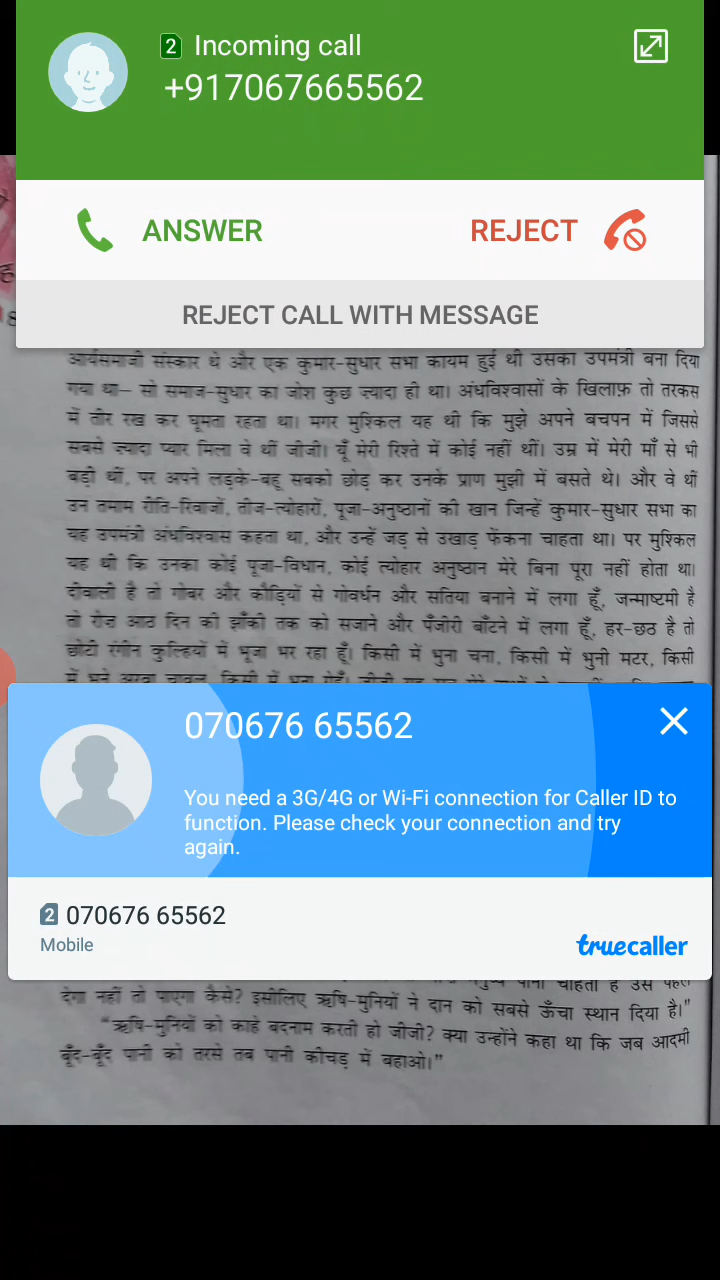 2 Incoming call
+917067665562
ANSWER
REJECT
REJECT CALL WITH MESSAGE
आर्यसमाजी संस्कार थे और एक कुमार-सुधार सभा कायम हुई थी उसका उपमंत्री बना दिया
गया था— सो समाज-सुधार का जोश कुछ ज्यादा ही था। अंधविश्वासों के खिलाफ़ तो तरकस
में तीर रख कर घूमता रहता था। मगर मुश्किल यह थी कि मुझे अपने बचपन में जिससे
सबसे ज्यादा प्यार मिला वे थीं जीजी। यूँ मेरी रिश्ते में कोई नहीं थीं। उम्र में मेरी माँ से भी
बड़ी थीं, पर अपने लड़के-बहू सबको छोड़ कर उनके प्राण मुझी में बसते थे। और वे थीं
उन तमाम रीति-रिवाजों, तीज-त्योहारों, पूजा-अनुष्ठानों की खान जिन्हें कुमार-सुधार सभा का
यह उपमंत्री अंधविश्वास कहता था, और उन्हें जड़ से उखाड़ फेंकना चाहता था। पर मुश्किल
यह थी कि उनका कोई पूजा-विधान, कोई त्योहार अनुष्ठान मेरे बिना पूरा नहीं होता था।
दीवाली है तो गोबर और कौड़ियों से गोवर्धन और सतिया बनाने में लगा हूँ, जन्माष्टमी है
तो रोज आठ दिन की झाँकी तक को सजाने और पँजीरी बाँटने में लगा हूँ, हर-छठ है तो
छोटी रंगीन कुल्हियों में भूजा भर रहा हूँ। किसी में भुना चना, किसी में भुनी मटर, किसी
में भुने अरवा चावल, किसी में भुना गेहूँ।
070676 65562
You need a 3G/4G or Wi-Fi connection for Caller ID to
function. Please check your connection and try
again.
2 070676 65562
Mobile
truecaller
पाना चाहता है उसे पहले
देगा नहीं तो पाएगा कैसे? इसीलिए ऋषि-मुनियों ने दान को सबसे ऊँचा स्थान दिया है।"
"ऋषि-मुनियों को काहे बदनाम करती हो जीजी? क्या उन्होंने कहा था कि जब आदमी
बूँद-बूँद पानी को तरसे तब पानी कीचड़ में बहाओ।"